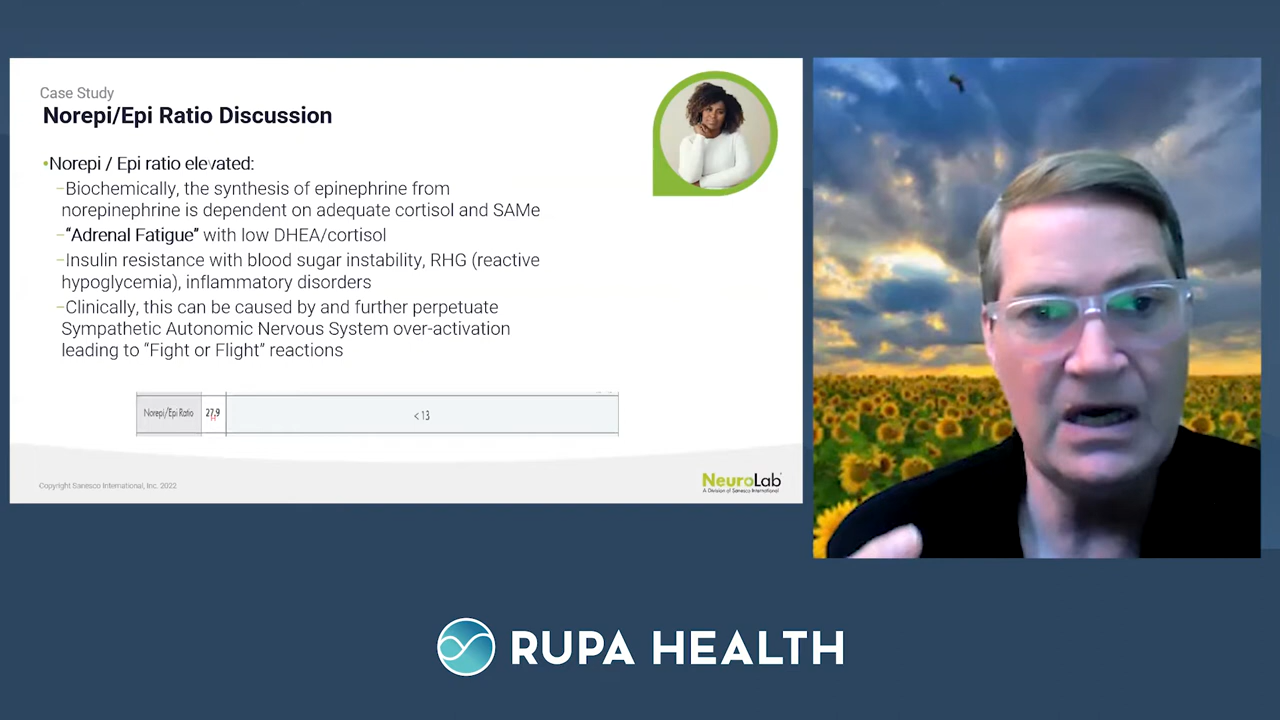 Case Study
Norepi/Epi Ratio Discussion
•Norepi / Epi ratio elevated:
–Biochemically, the synthesis of epinephrine from
norepinephrine is dependent on adequate cortisol and SAMe
–“Adrenal Fatigue” with low DHEA/cortisol
–Insulin resistance with blood sugar instability, RHG (reactive
hypoglycemia), inflammatory disorders
–Clinically, this can be caused by and further perpetuate
Sympathetic Autonomic Nervous System over-activation
leading to “Fight or Flight” reactions
Norepi/Epi Ratio 27.9 < 13
H
Copyright Sanesco International, Inc. 2022
NeuroLab
A Division of Sanesco International
RUPA HEALTH